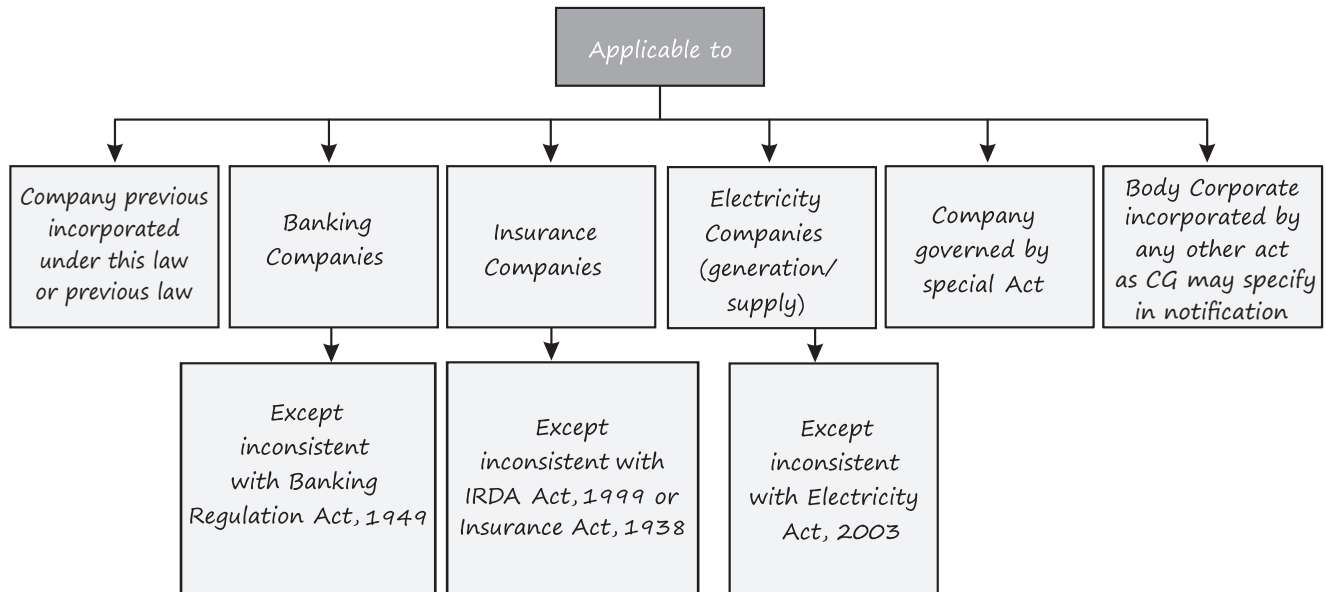 Applicable to
Company previous
incorporated
under this law
or previous law
Banking
Companies
Insurance
Companies
Electricity
Companies
(generation/
supply)
Company
governed by
special Act
Body Corporate
incorporated by
any other act
as CG may specify
in notification
Except
inconsistent
with Banking
Regulation Act, 1949
Except
inconsistent with
IRDA Act, 1999 or
Insurance Act, 1938
Except
inconsistent
with Electricity
Act, 2003